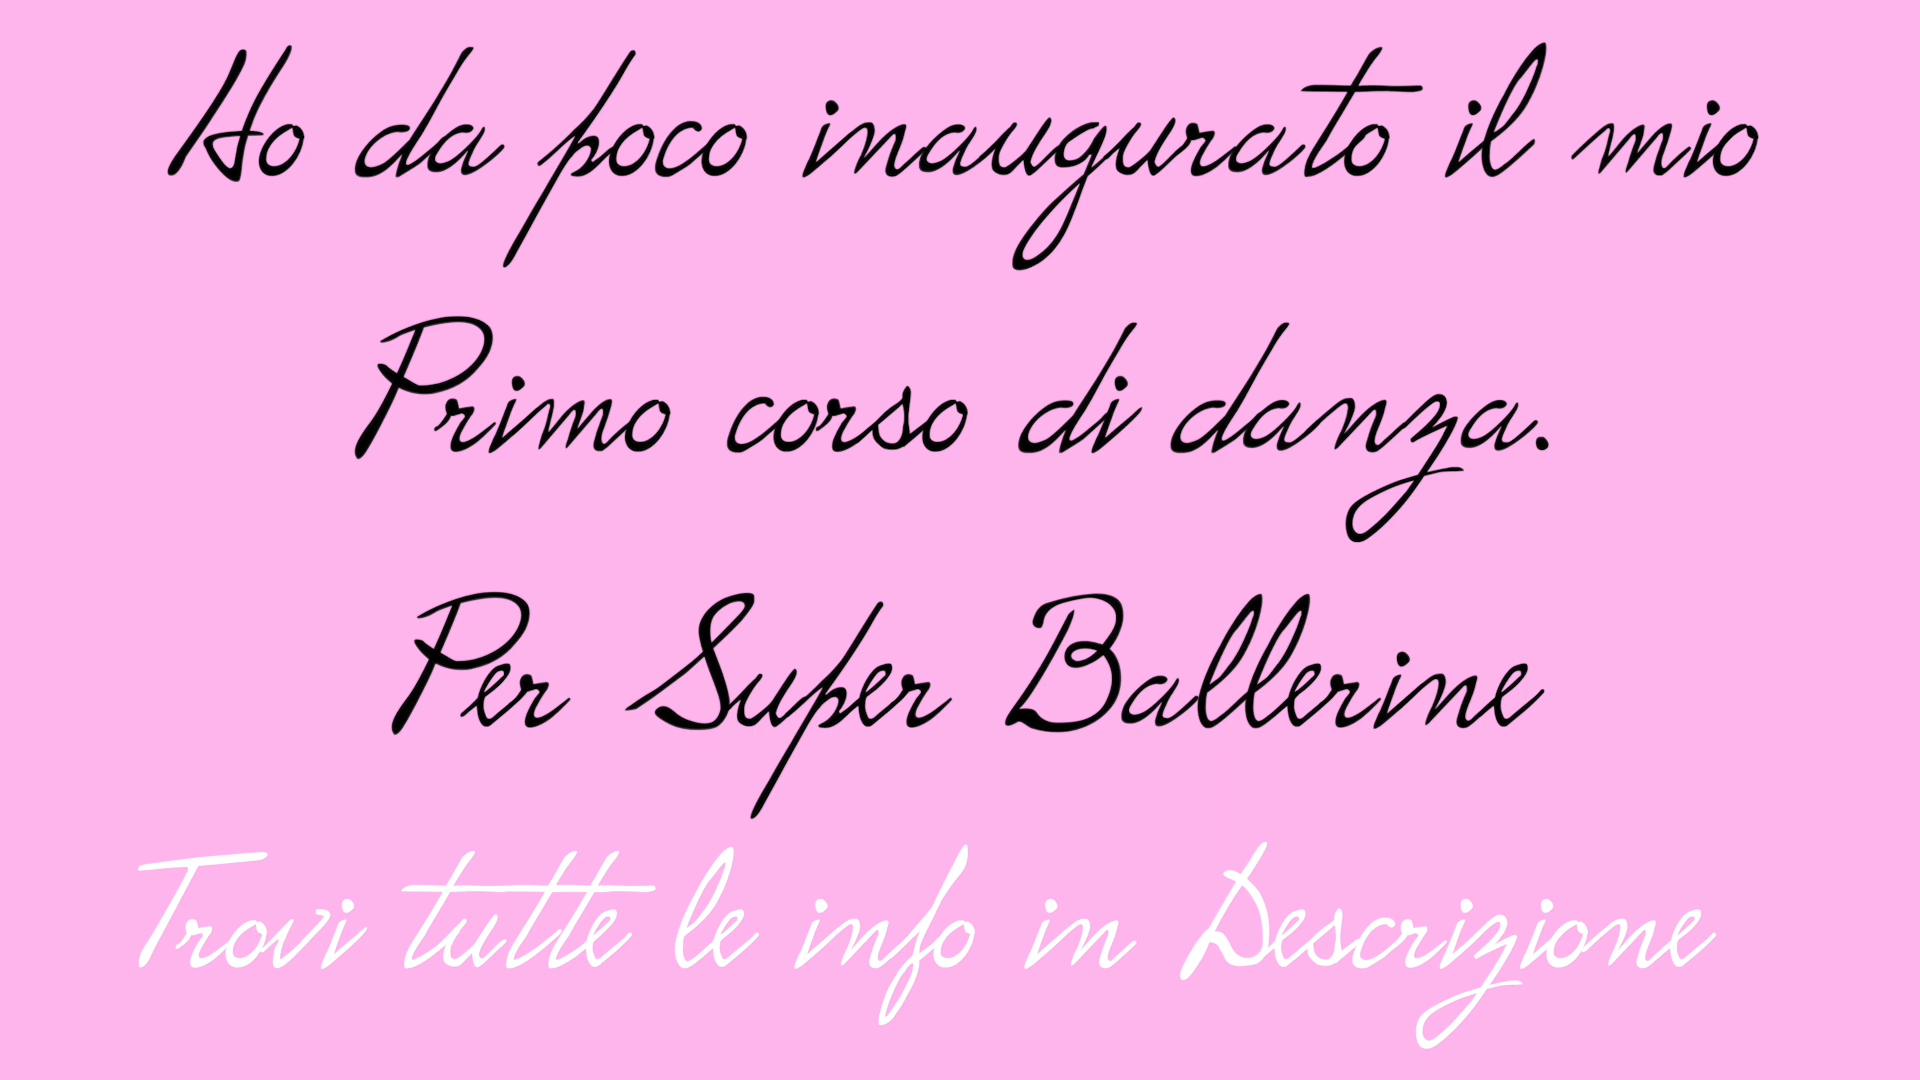 Ho da poco inaugurato il mio
Primo corso di danza.
Per Super Ballerine
Trovi tutte le info in Descrizione